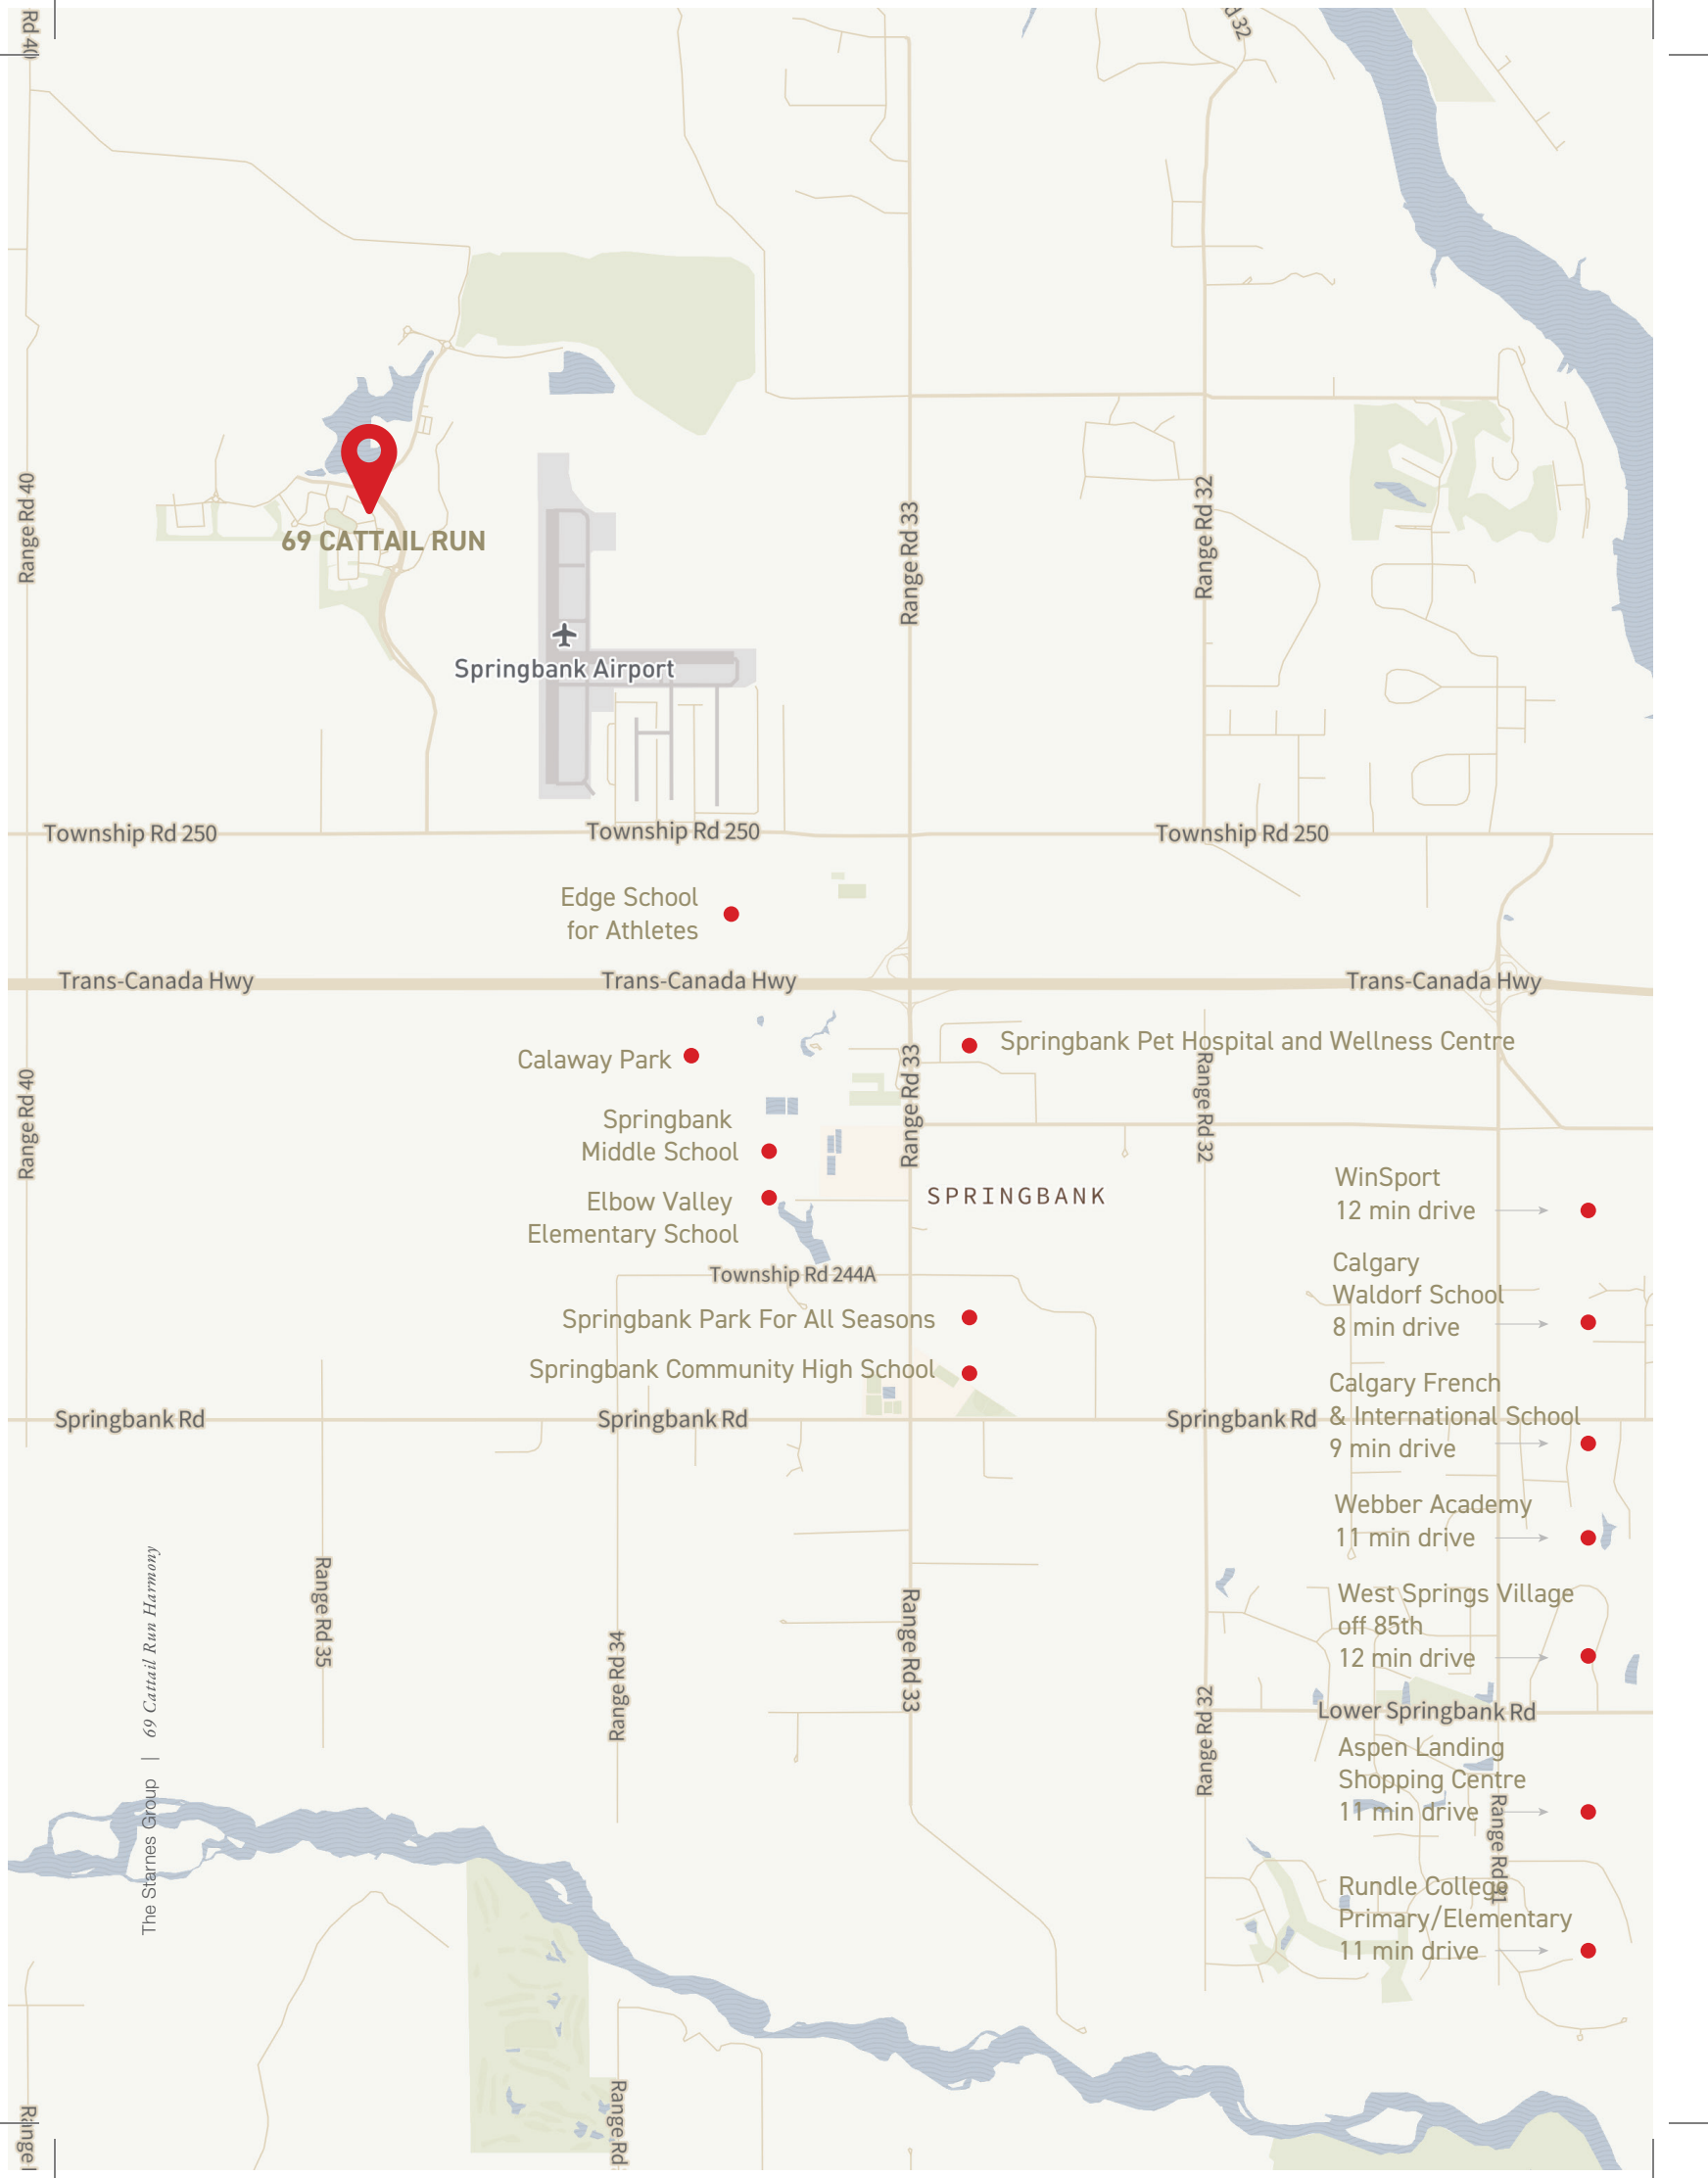 Rd 40
d 32
Range Rd 40
Range Rd 33
Range Rd 32
69 CATTAIL RUN
Springbank Airport
Township Rd 250
Township Rd 250
Township Rd 250
Edge School
for Athletes
Trans-Canada Hwy
Trans-Canada Hwy
Trans-Canada Hwy
Springbank Pet Hospital and Wellness Centre
Calaway Park
Range Rd 40
Range Rd 33
Range Rd 32
Springbank
Middle School
WinSport
12 min drive
SPRINGBANK
Elbow Valley
Elementary School
Calgary
Waldorf School
8 min drive
Township Rd 244A
Springbank Park For All Seasons
Springbank Community High School
Calgary French
& International School
9 min drive
Springbank Rd
Springbank Rd
Springbank Rd
Webber Academy
11 min drive
West Springs Village
off 85th
12 min drive
Range Rd 35
Range Rd 34
Range Rd 33
Range Rd 32
Lower Springbank Rd
Aspen Landing
Shopping Centre
11 min drive
Range Rd 31
Rundle College
Primary/Elementary
11 min drive
The Starnes Group | 69 Cattail Run Harmony
Range Rd
Range